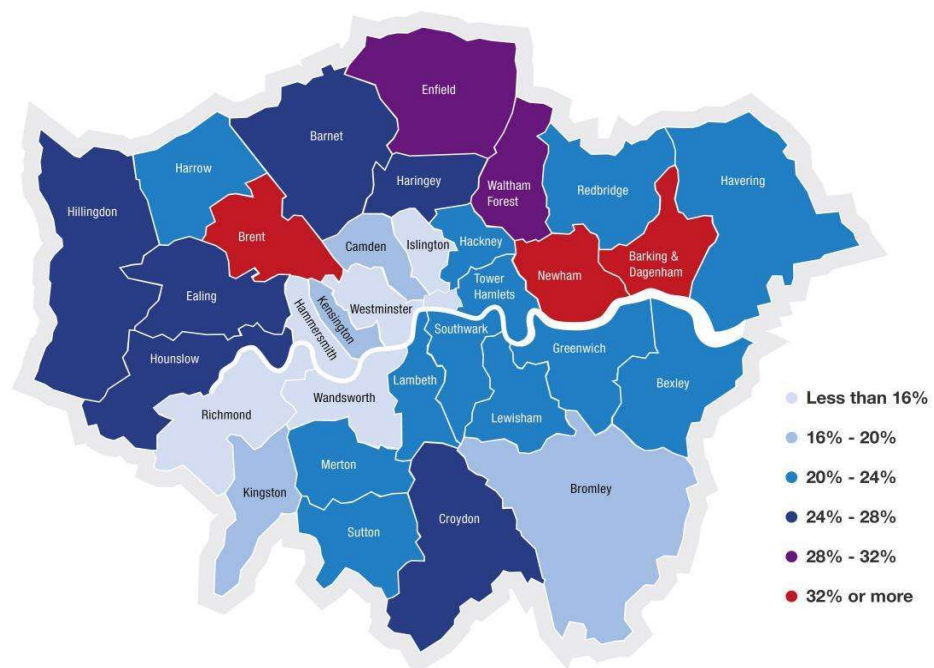 Enfield
Barnet
Harrow
Haringey
Waltham
Forest
Redbridge
Havering
Hillingdon
Brent
Camden
Islington
Hackney
Barking &
Dagenham
Newham
Tower
Hamlets
Ealing
Hammersmith
Kensington
Westminster
Southwark
Greenwich
Hounslow
Bexley
Lambeth
Wandsworth
Richmond
Lewisham
Merton
Kingston
Bromley
Croydon
Sutton
Less than 16%
16% - 20%
20% - 24%
24% - 28%
28% - 32%
32% or more